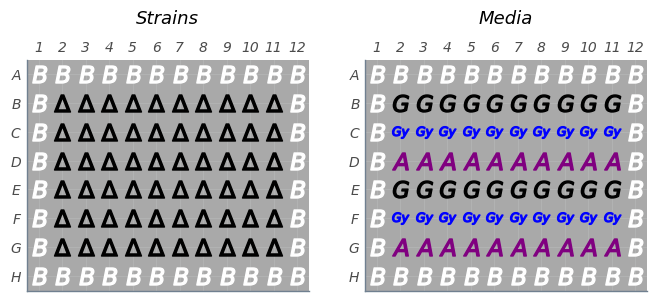 Strains Media
1 2 3 4 5 6 7 8 9 10 11 12 1 2 3 4 5 6 7 8 9 10 11 12
A B B B B B B B B B B B B A B B B B B B B B B B B B
B B Δ Δ Δ Δ Δ Δ Δ Δ Δ Δ B B B G G G G G G G G G G B
C B Δ Δ Δ Δ Δ Δ Δ Δ Δ Δ B C B Gy Gy Gy Gy Gy Gy Gy Gy Gy Gy B
D B Δ Δ Δ Δ Δ Δ Δ Δ Δ Δ B D B A A A A A A A A A A B
E B Δ Δ Δ Δ Δ Δ Δ Δ Δ Δ B E B G G G G G G G G G G B
F B Δ Δ Δ Δ Δ Δ Δ Δ Δ Δ B F B Gy Gy Gy Gy Gy Gy Gy Gy Gy Gy B
G B Δ Δ Δ Δ Δ Δ Δ Δ Δ Δ B G B A A A A A A A A A A B
H B B B B B B B B B B B B H B B B B B B B B B B B B